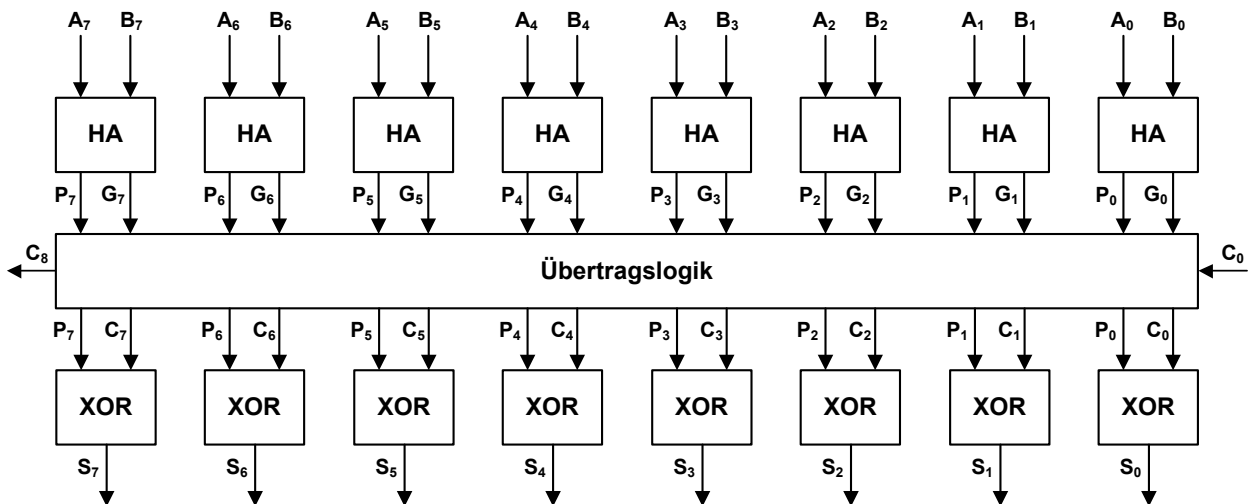 A₇ B₇ A₆ B₆ A₅ B₅ A₄ B₄ A₃ B₃ A₂ B₂ A₁ B₁ A₀ B₀
HA HA HA HA HA HA HA HA
P₇ G₇ P₆ G₆ P₅ G₅ P₄ G₄ P₃ G₃ P₂ G₂ P₁ G₁ P₀ G₀
C₈ Übertragslogik C₀
P₇ C₇ P₆ C₆ P₅ C₅ P₄ C₄ P₃ C₃ P₂ C₂ P₁ C₁ P₀ C₀
XOR XOR XOR XOR XOR XOR XOR XOR
S₇ S₆ S₅ S₄ S₃ S₂ S₁ S₀